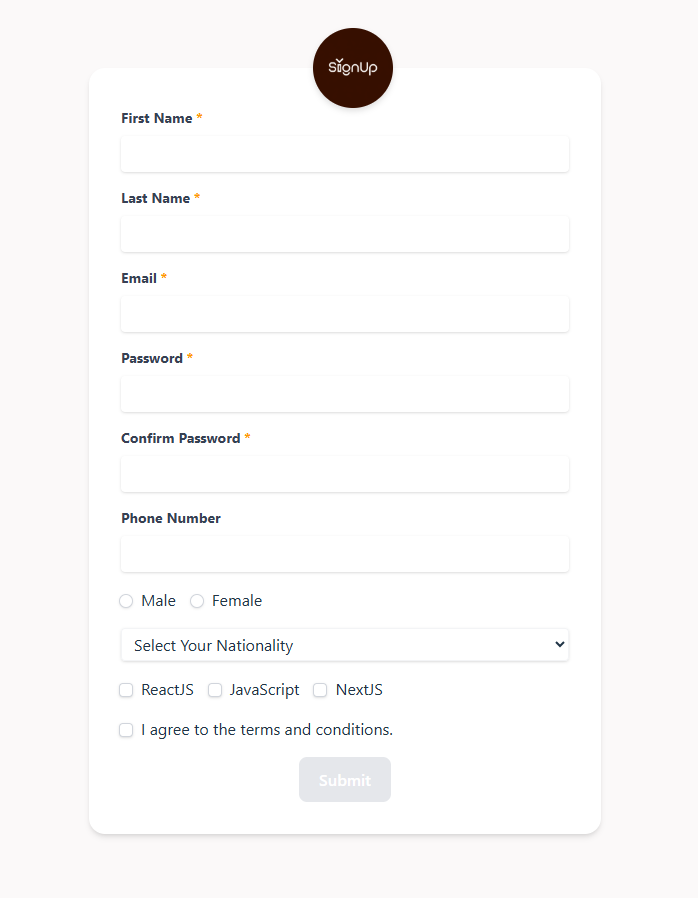 SignUp
First Name *
Last Name *
Email *
Password *
Confirm Password *
Phone Number
Male Female
Select Your Nationality
ReactJS JavaScript NextJS
I agree to the terms and conditions.
Submit